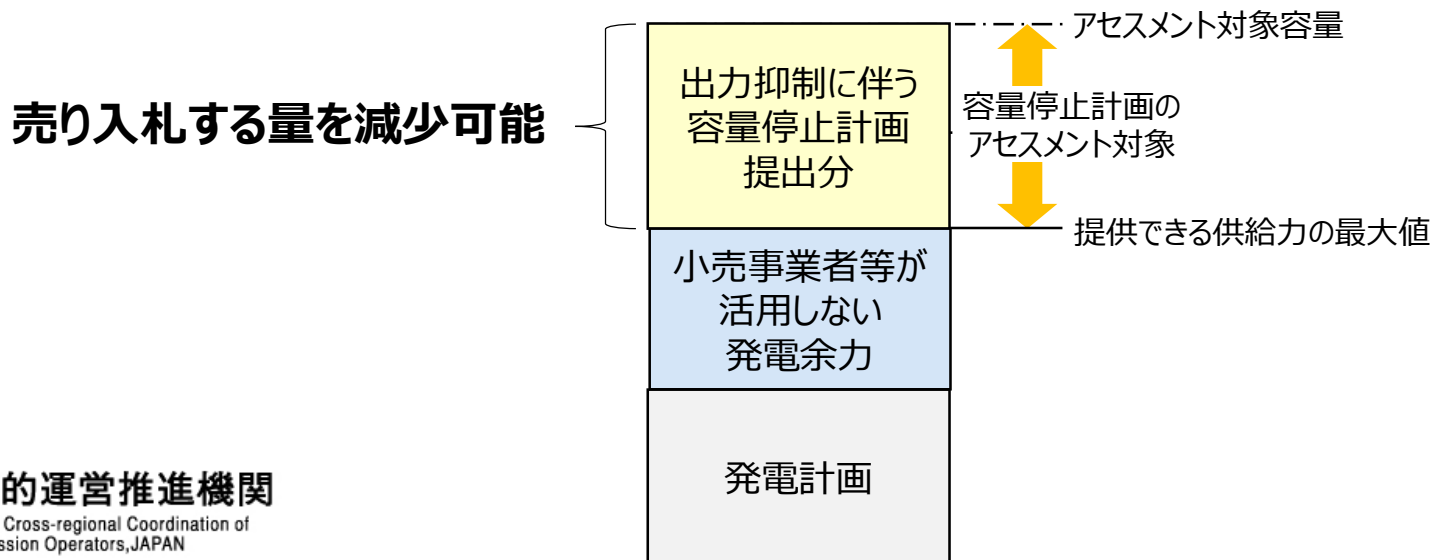 売り入札する量を減少可能
出力抑制に伴う
容量停止計画
提出分
アセスメント対象容量
容量停止計画の
アセスメント対象
提供できる供給力の最大値
小売事業者等が
活用しない
発電余力
発電計画
的運営推進機関
Cross-regional Coordination of
ssion Operators,JAPAN